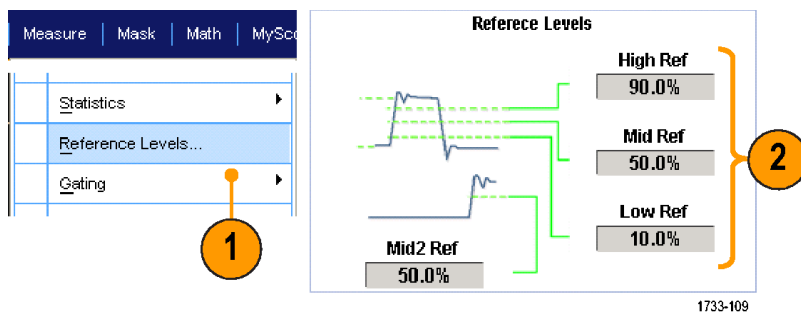 Measure | Mask | Math | MySco
Statistics
Reference Levels...
Gating
1
Referece Levels
High Ref
90.0%
Mid Ref
50.0%
Low Ref
10.0%
Mid2 Ref
50.0%
2
1733-109